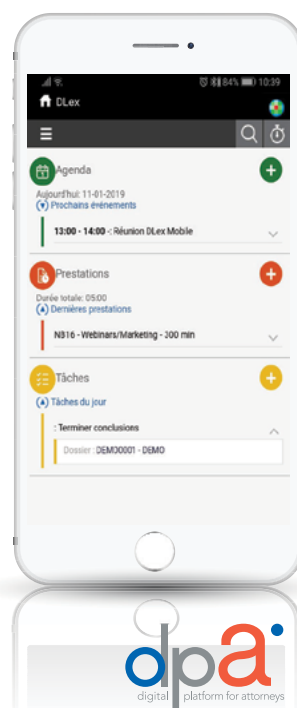 84% 10:39
DLex
Agenda
Aujourd'hui: 11-01-2019
Prochains événements
13:00 - 14:00 -: Réunion DLex Mobile
Prestations
Durée totale: 05:00
Dernières prestations
N316 - Webinars/Marketing - 300 min
Tâches
Tâches du jour
: Terminer conclusions
Dossier : DEM00001 - DEMO
dpa
digital platform for attorneys